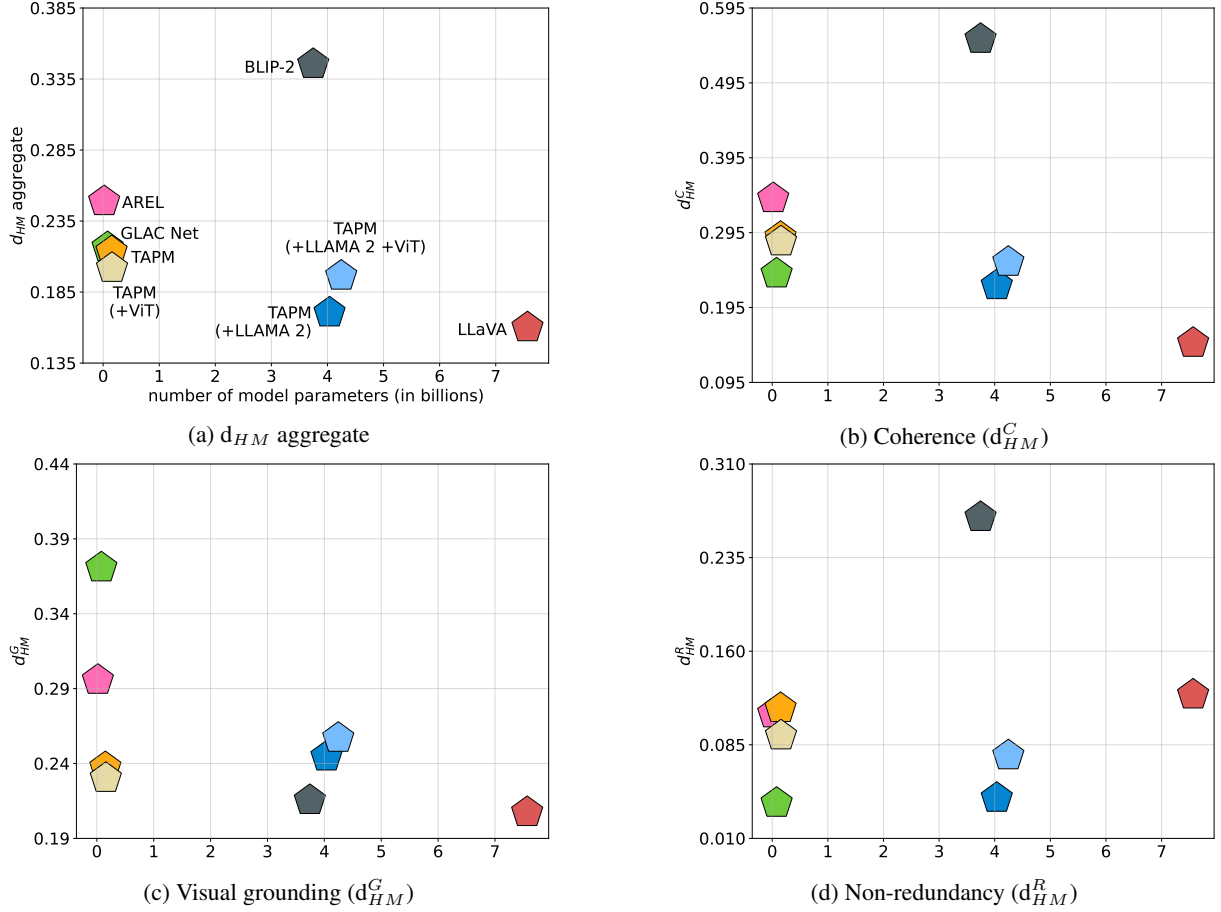 0.385
0.335
0.285
0.235
0.185
0.135
d_HM aggregate
BLIP-2
AREL
GLAC Net
TAPM
TAPM
(+ViT)
TAPM
(+LLAMA 2 +ViT)
TAPM
(+LLAMA 2)
LLaVA
0 1 2 3 4 5 6 7
number of model parameters (in billions)
(a) d_HM aggregate
0.595
0.495
0.395
0.295
0.195
0.095
d^C_HM
0 1 2 3 4 5 6 7
(b) Coherence (d^C_HM)
0.44
0.39
0.34
0.29
0.24
0.19
d^G_HM
0 1 2 3 4 5 6 7
(c) Visual grounding (d^G_HM)
0.310
0.235
0.160
0.085
0.010
d^R_HM
0 1 2 3 4 5 6 7
(d) Non-redundancy (d^R_HM)